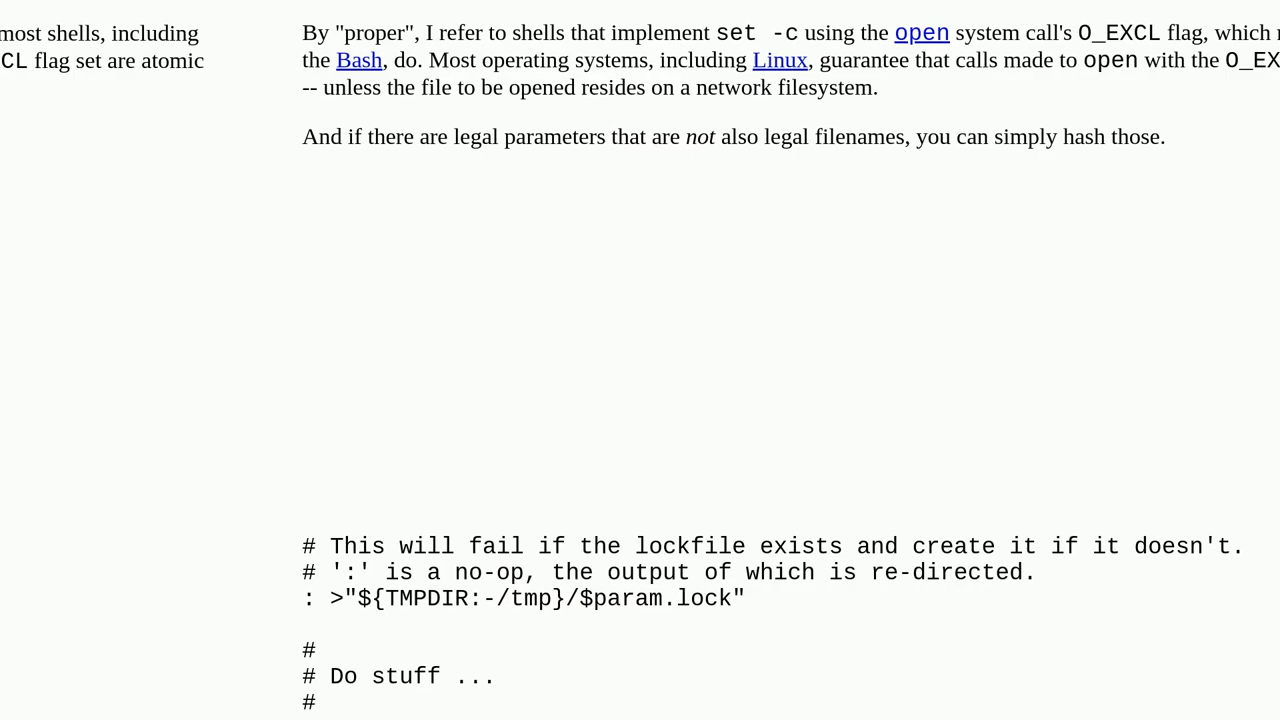 most shells, including
CL flag set are atomic
By "proper", I refer to shells that implement set -c using the open system call's O_EXCL flag, which
the Bash, do. Most operating systems, including Linux, guarantee that calls made to open with the O_EX
-- unless the file to be opened resides on a network filesystem.
And if there are legal parameters that are not also legal filenames, you can simply hash those.
# This will fail if the lockfile exists and create it if it doesn't.
# ':' is a no-op, the output of which is re-directed.
: >"${TMPDIR:-/tmp}/$param.lock"
#
# Do stuff ...
#